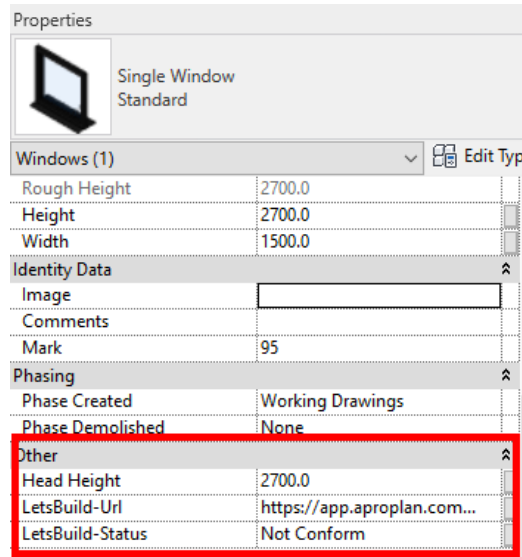 Properties
Single Window
Standard
Windows (1)
Edit Typ
Rough Height 2700.0
Height 2700.0
Width 1500.0
Identity Data
Image
Comments
Mark 95
Phasing
Phase Created Working Drawings
Phase Demolished None
Other
Head Height 2700.0
LetsBuild-Url https://app.aproplan.com...
LetsBuild-Status Not Conform